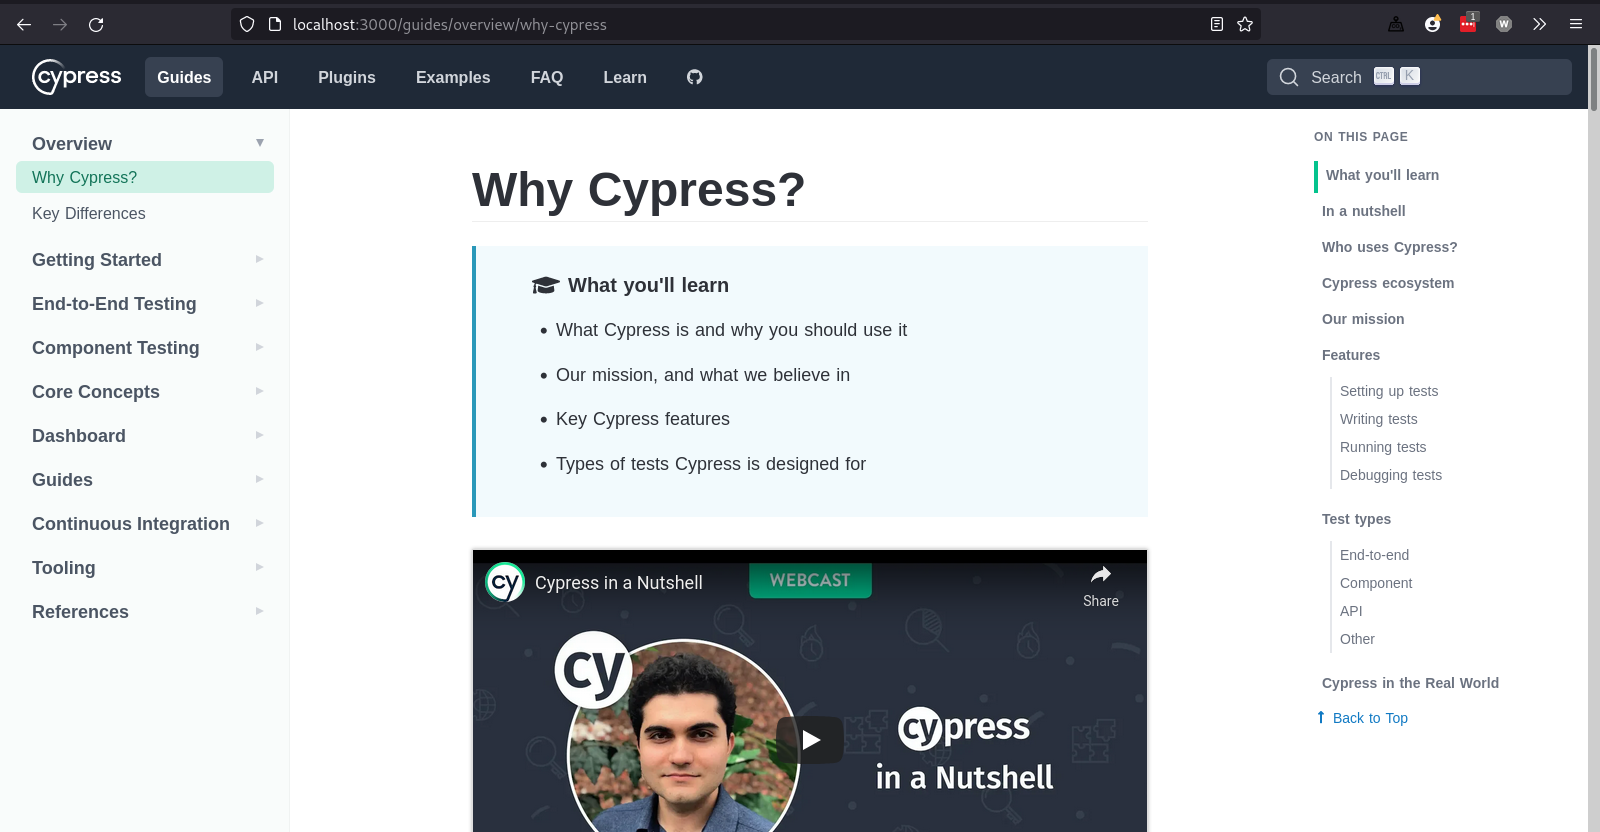 localhost:3000/guides/overview/why-cypress
1
W
cypress
Guides
API
Plugins
Examples
FAQ
Learn
Search
CTRL
K
Overview
Why Cypress?
Key Differences
Getting Started
End-to-End Testing
Component Testing
Core Concepts
Dashboard
Guides
Continuous Integration
Tooling
References
Why Cypress?
What you'll learn
• What Cypress is and why you should use it
• Our mission, and what we believe in
• Key Cypress features
• Types of tests Cypress is designed for
cy
Cypress in a Nutshell
WEBCAST
Share
cy
cypress
in a Nutshell
ON THIS PAGE
What you'll learn
In a nutshell
Who uses Cypress?
Cypress ecosystem
Our mission
Features
Setting up tests
Writing tests
Running tests
Debugging tests
Test types
End-to-end
Component
API
Other
Cypress in the Real World
Back to Top